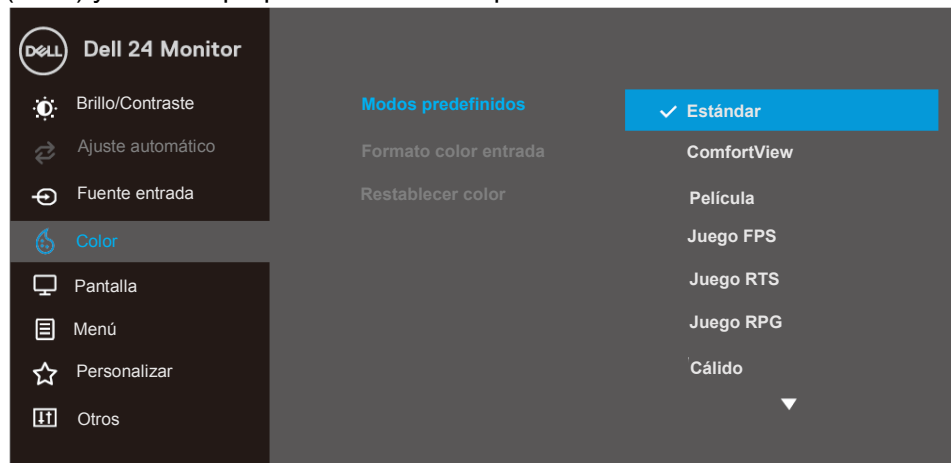 DELL Dell 24 Monitor
Brillo/Contraste
Ajuste automático
Fuente entrada
Color
Pantalla
Menú
Personalizar
Otros
Modos predefinidos
Formato color entrada
Restablecer color
✓ Estándar
ComfortView
Película
Juego FPS
Juego RTS
Juego RPG
Cálido